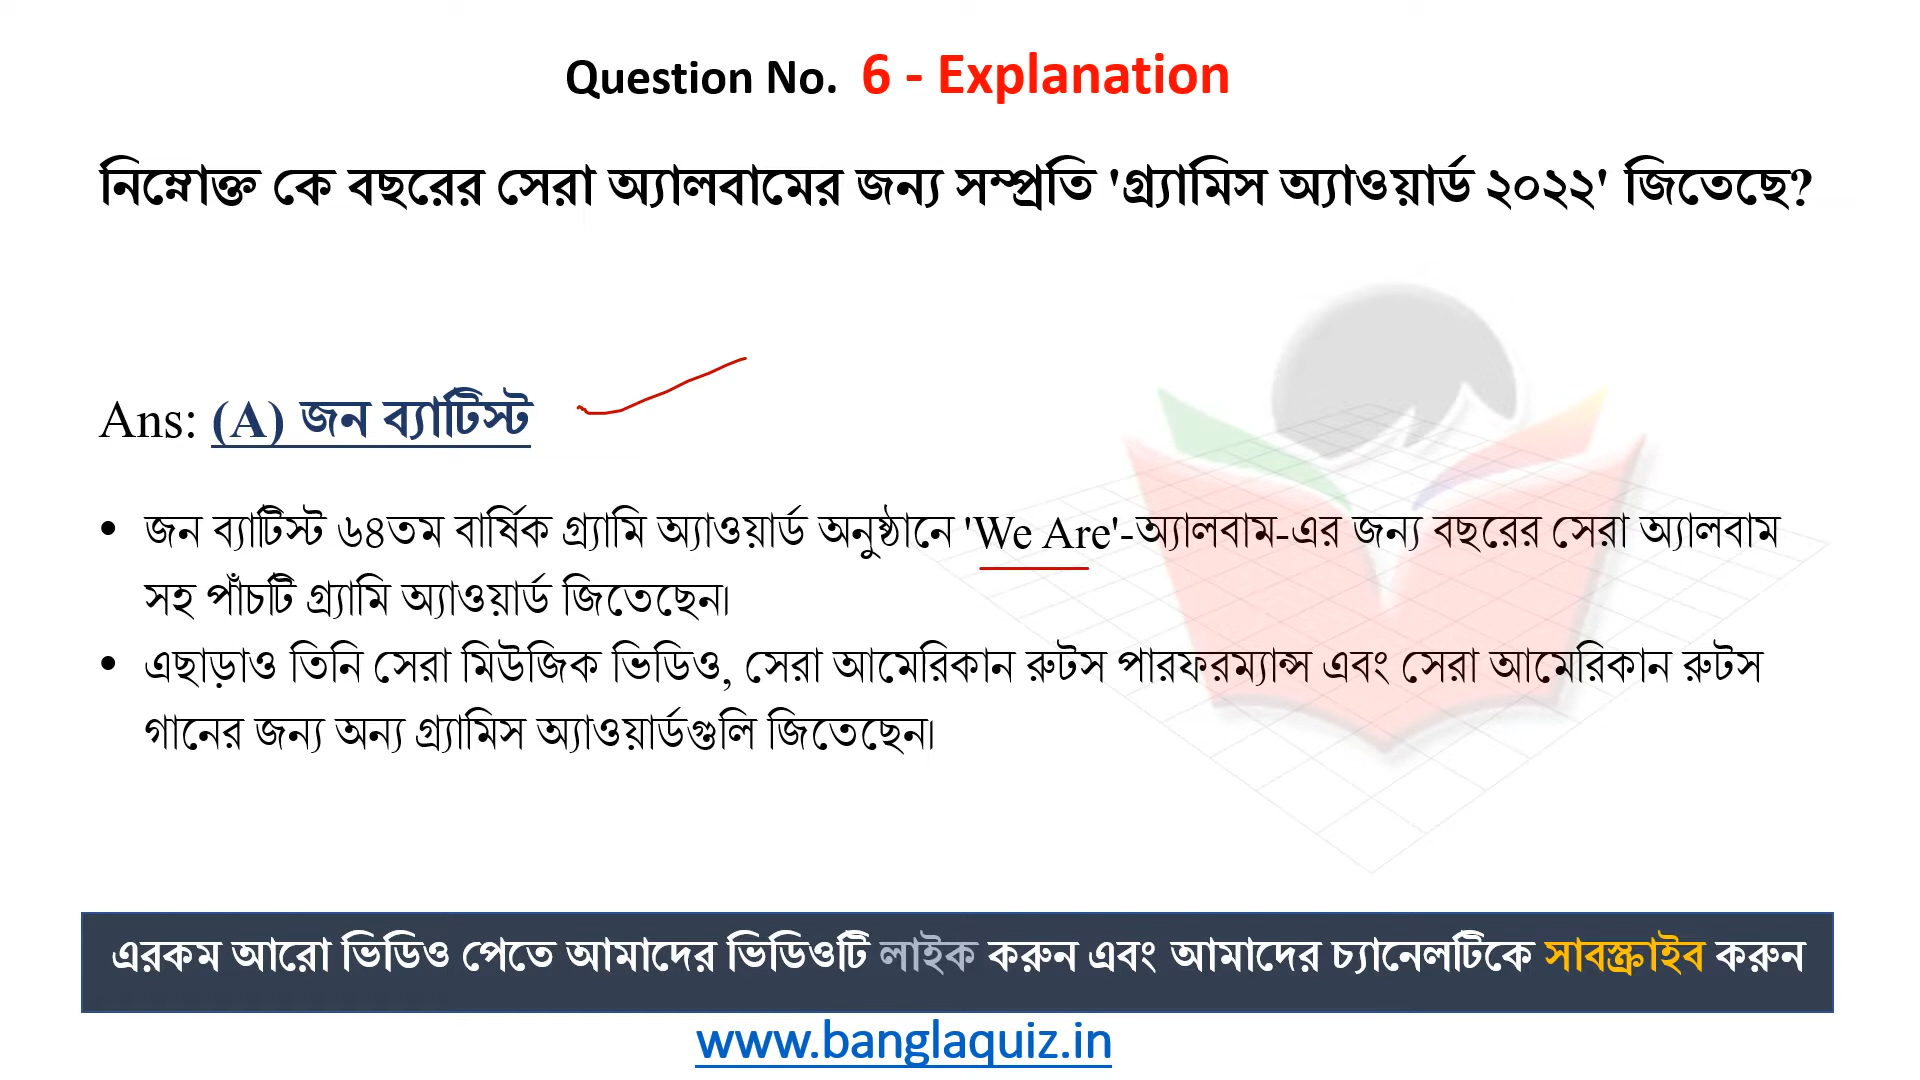 Question No. 6 - Explanation
নিম্নোক্ত কে বছরের সেরা অ্যালবামের জন্য সম্প্রতি 'গ্র্যামিস অ্যাওয়ার্ড ২০২২' জিতেছে?
Ans: (A) জন ব্যাটিস্ট
• জন ব্যাটিস্ট ৬৪তম বার্ষিক গ্র্যামি অ্যাওয়ার্ড অনুষ্ঠানে 'We Are'-অ্যালবাম-এর জন্য বছরের সেরা অ্যালবাম
সহ পাঁচটি গ্র্যামি অ্যাওয়ার্ড জিতেছেন।
• এছাড়াও তিনি সেরা মিউজিক ভিডিও, সেরা আমেরিকান রুটস পারফরম্যান্স এবং সেরা আমেরিকান রুটস
গানের জন্য অন্য গ্র্যামিস অ্যাওয়ার্ডগুলি জিতেছেন।
এরকম আরো ভিডিও পেতে আমাদের ভিডিওটি লাইক করুন এবং আমাদের চ্যানেলটিকে সাবস্ক্রাইব করুন
www.banglaquiz.in